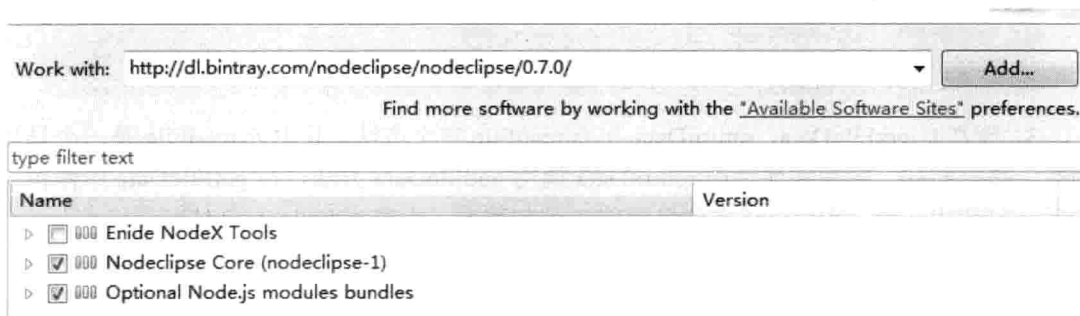 Work with: http://dl.bintray.com/nodeclipse/nodeclipse/0.7.0/ Add...
Find more software by working with the "Available Software Sites" preferences.
type filter text
Name Version
Enide NodeX Tools
Nodeclipse Core (nodeclipse-1)
Optional Node.js modules bundles